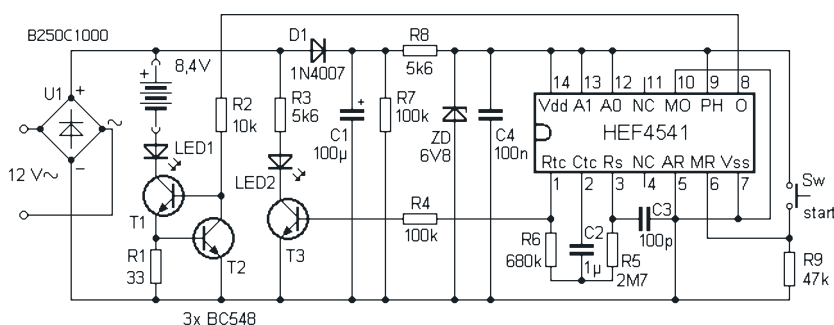 B250C1000
U1
+
~
−
12 V~
+
8,4V
LED1
T1
R1
33
R2
10k
T2
3x BC548
D1
1N4007
R3
5k6
LED2
T3
+
C1
100µ
R7
100k
R8
5k6
R4
100k
ZD
6V8
C4
100n
14 13 12 11 10 9 8
Vdd A1 A0 NC MO PH O
HEF4541
Rtc Ctc Rs NC AR MR Vss
1 2 3 4 5 6 7
R6
680k
C2
1µ
R5
2M7
C3
100p
Sw
start
R9
47k